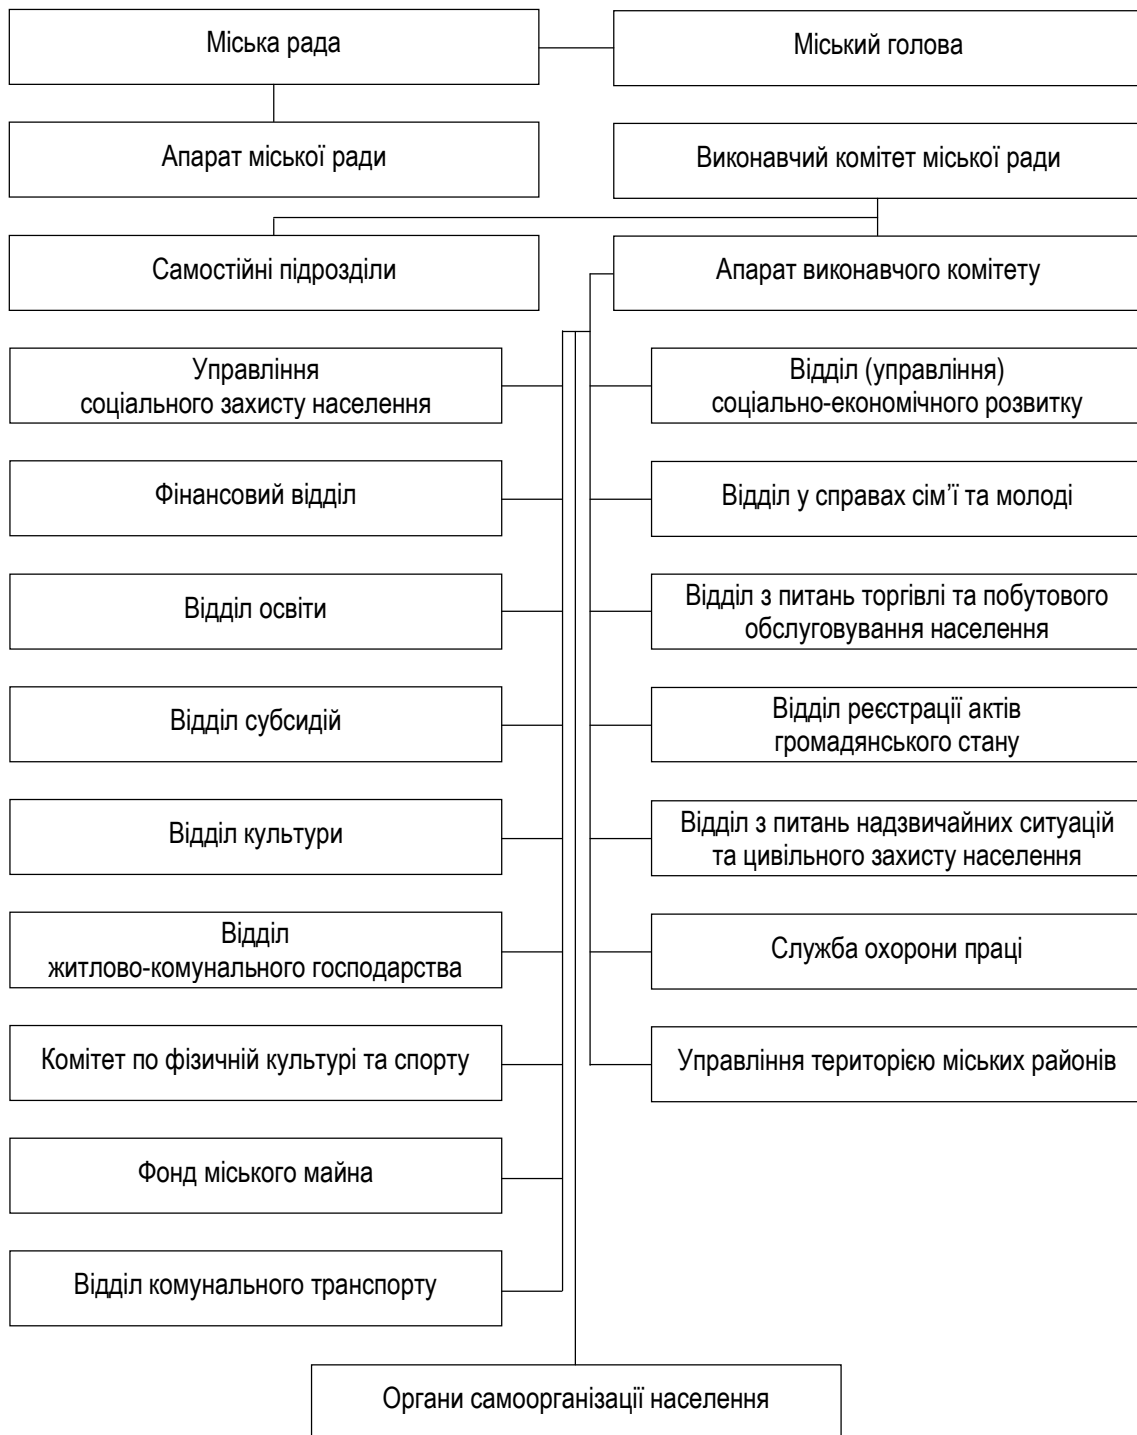 Міська рада
Міський голова
Апарат міської ради
Виконавчий комітет міської ради
Самостійні підрозділи
Апарат виконавчого комітету
Управління
соціального захисту населення
Відділ (управління)
соціально-економічного розвитку
Фінансовий відділ
Відділ у справах сім’ї та молоді
Відділ освіти
Відділ з питань торгівлі та побутового
обслуговування населення
Відділ субсидій
Відділ реєстрації актів
громадянського стану
Відділ культури
Відділ з питань надзвичайних ситуацій
та цивільного захисту населення
Відділ
житлово-комунального господарства
Служба охорони праці
Комітет по фізичній культурі та спорту
Управління територією міських районів
Фонд міського майна
Відділ комунального транспорту
Органи самоорганізації населення